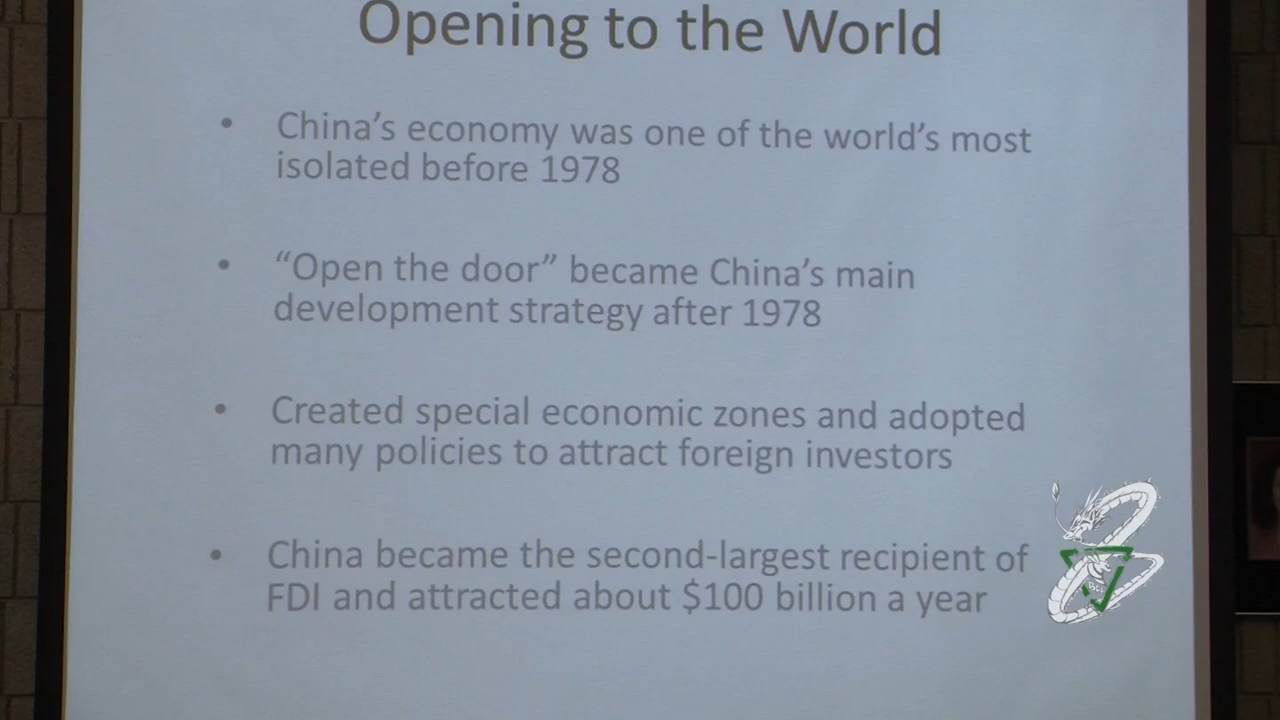 Opening to the World
• China’s economy was one of the world’s most
isolated before 1978
• “Open the door” became China’s main
development strategy after 1978
• Created special economic zones and adopted
many policies to attract foreign investors
• China became the second-largest recipient of
FDI and attracted about $100 billion a year